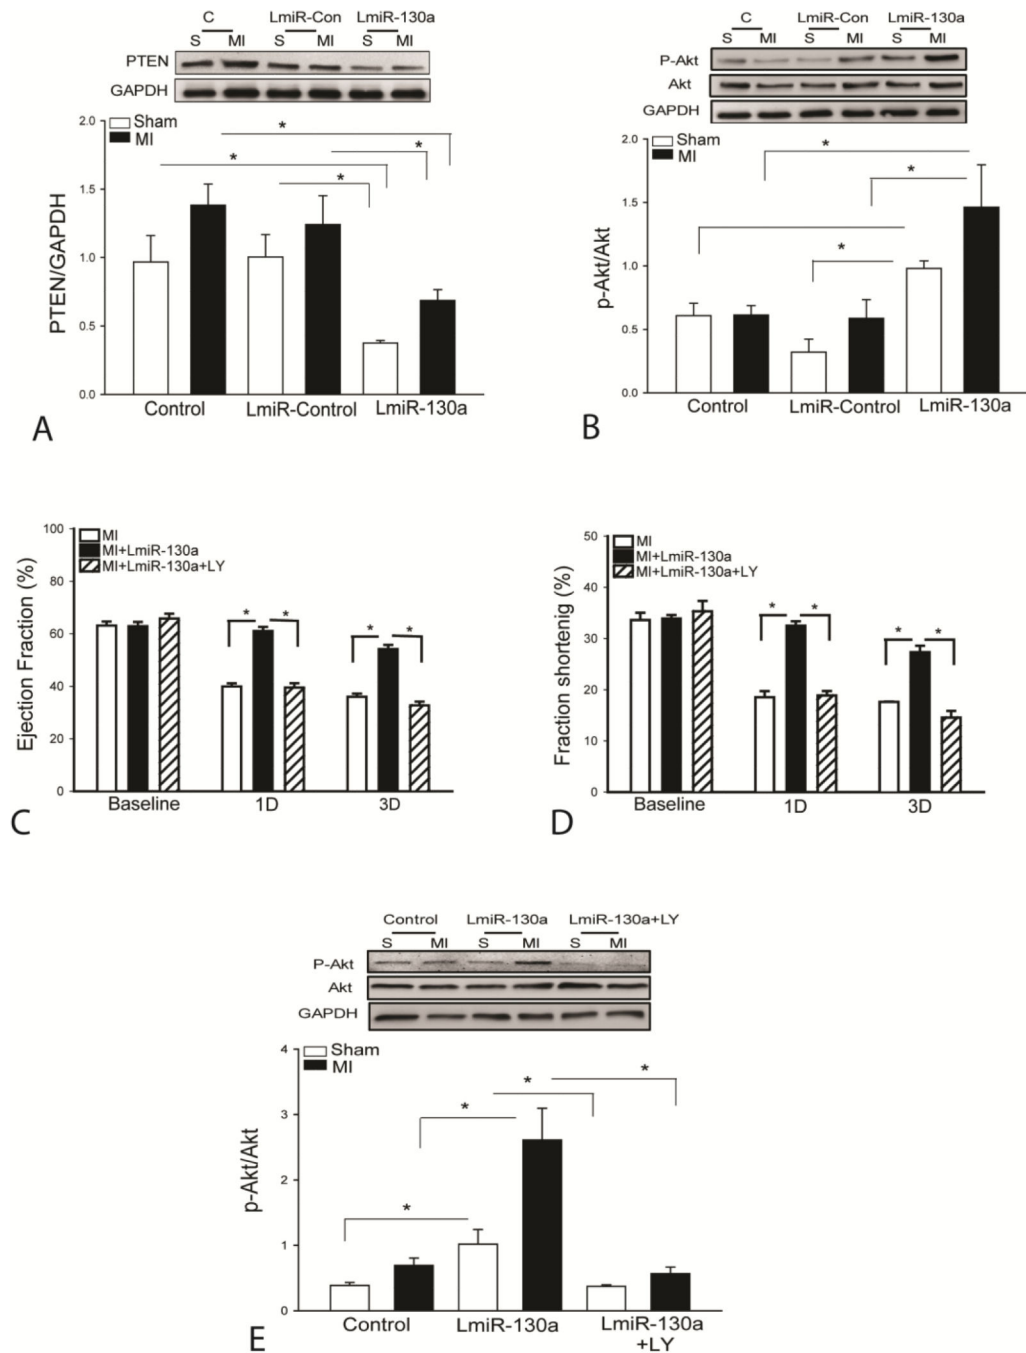 C LmiR-Con LmiR-130a
S MI S MI S MI
PTEN
GAPDH
2.0
1.5
1.0
0.5
0.0
PTEN/GAPDH
Sham
MI
* * * *
Control LmiR-Control LmiR-130a
A
C LmiR-Con LmiR-130a
S MI S MI S MI
P-Akt
Akt
GAPDH
2.0
1.5
1.0
0.5
0.0
p-Akt/Akt
Sham
MI
* * *
Control LmiR-Control LmiR-130a
B
100
80
60
40
20
0
Ejection Fraction (%)
MI
MI+LmiR-130a
MI+LmiR-130a+LY
* * * *
Baseline 1D 3D
C
50
40
30
20
10
0
Fraction shortenig (%)
MI
MI+LmiR-130a
MI+LmiR-130a+LY
* * * *
Baseline 1D 3D
D
Control LmiR-130a LmiR-130a+LY
S MI S MI S MI
P-Akt
Akt
GAPDH
4
3
2
1
0
p-Akt/Akt
Sham
MI
* * * *
Control LmiR-130a LmiR-130a
+LY
E